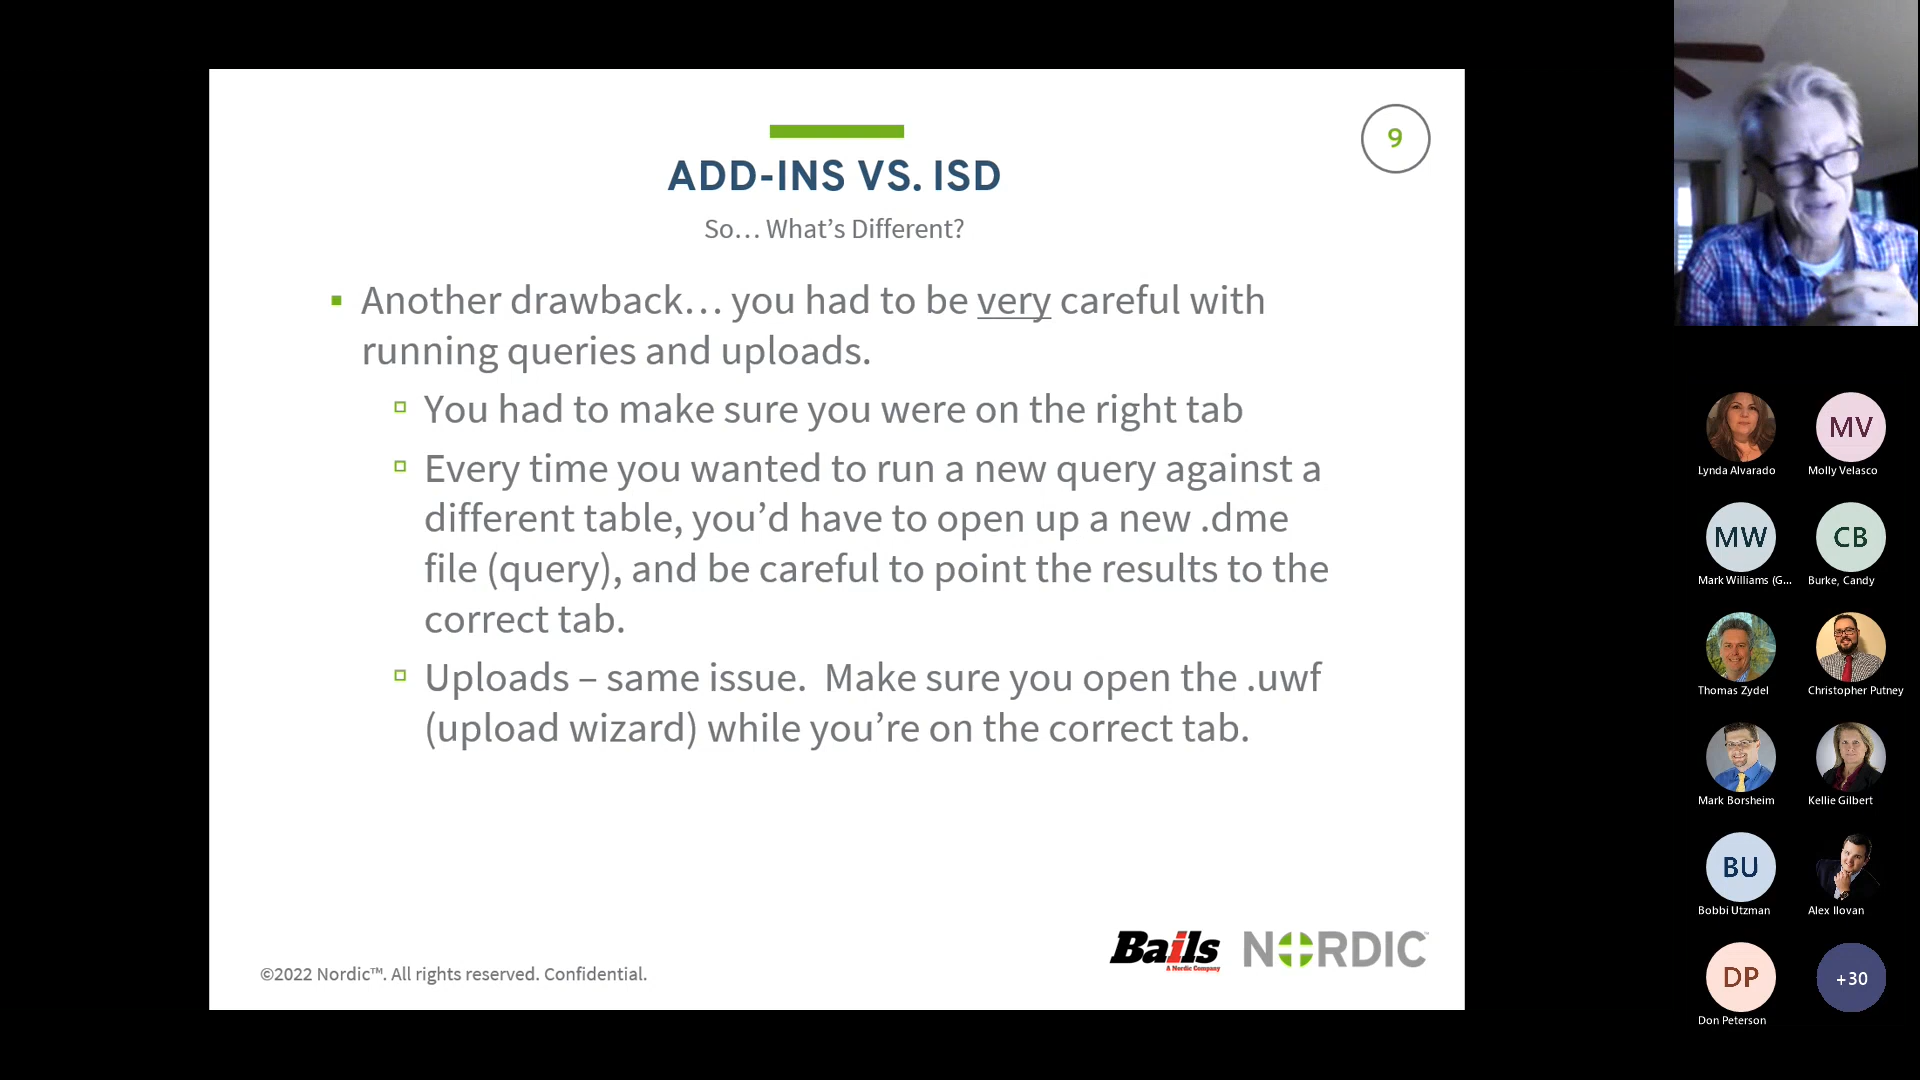 9
ADD-INS VS. ISD
So… What's Different?
▪ Another drawback… you had to be very careful with
running queries and uploads.
▫ You had to make sure you were on the right tab
▫ Every time you wanted to run a new query against a
different table, you'd have to open up a new .dme
file (query), and be careful to point the results to the
correct tab.
▫ Uploads – same issue.  Make sure you open the .uwf
(upload wizard) while you're on the correct tab.
©2022 Nordic™. All rights reserved. Confidential.
Bails
A Nordic Company
NORDIC™
Lynda Alvarado
MV
Molly Velasco
MW
Mark Williams (G...
CB
Burke, Candy
Thomas Zydel
Christopher Putney
Mark Borsheim
Kellie Gilbert
BU
Bobbi Utzman
Alex Ilovan
DP
Don Peterson
+30